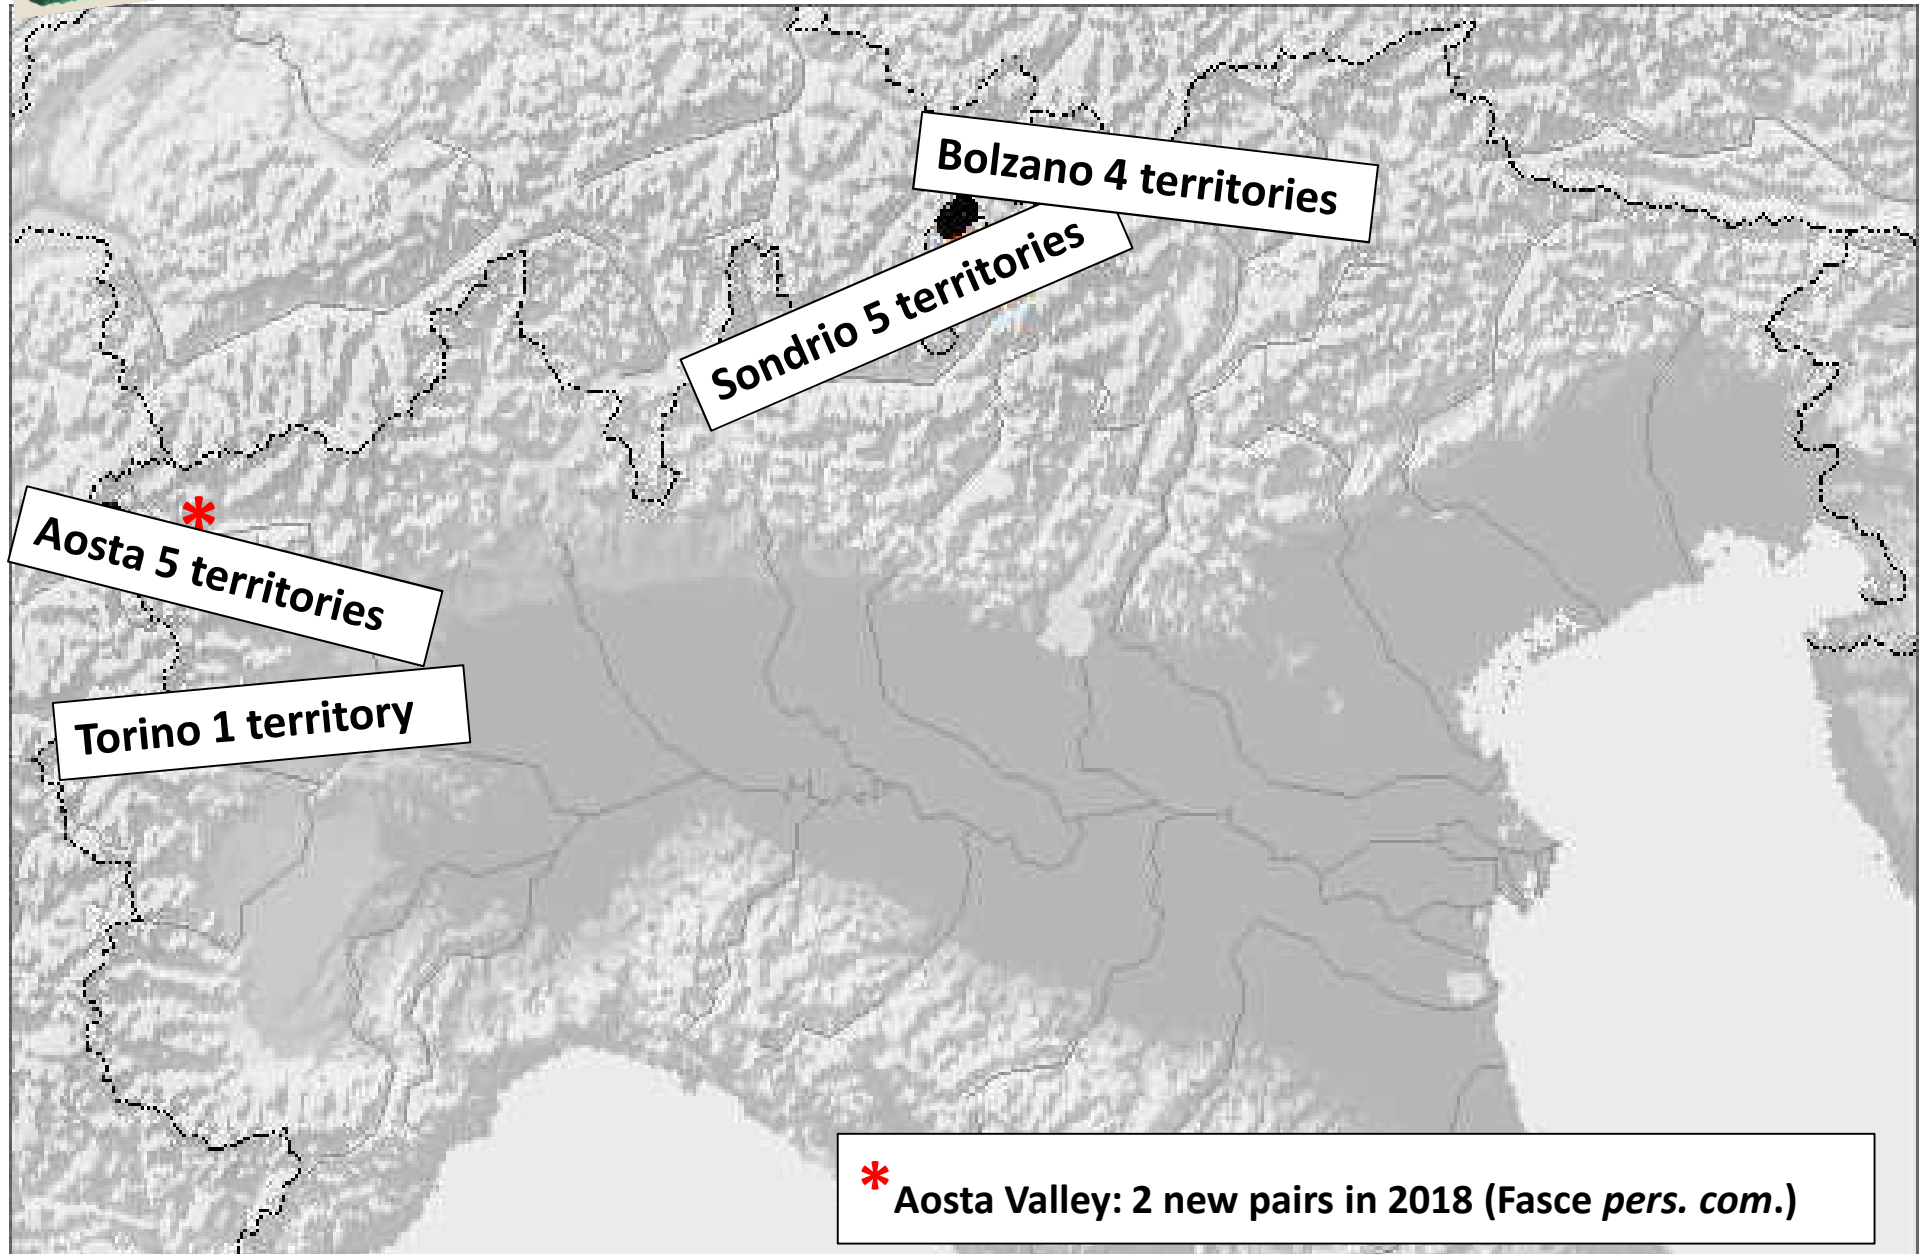 Bolzano 4 territories
Sondrio 5 territories
*
Aosta 5 territories
Torino 1 territory
*Aosta Valley: 2 new pairs in 2018 (Fasce pers. com.)